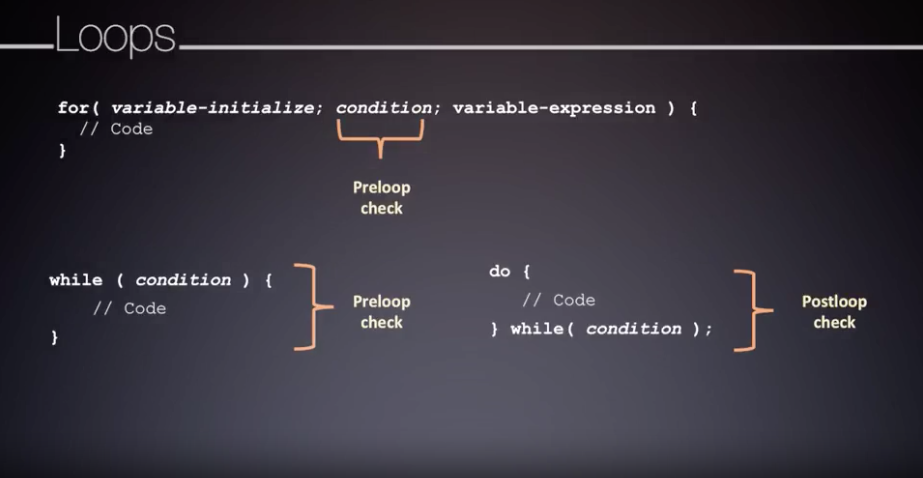 Loops
for( variable-initialize; condition; variable-expression ) {
// Code
}
Preloop
check
while ( condition ) {
// Code
}
Preloop
check
do {
// Code
} while( condition );
Postloop
check